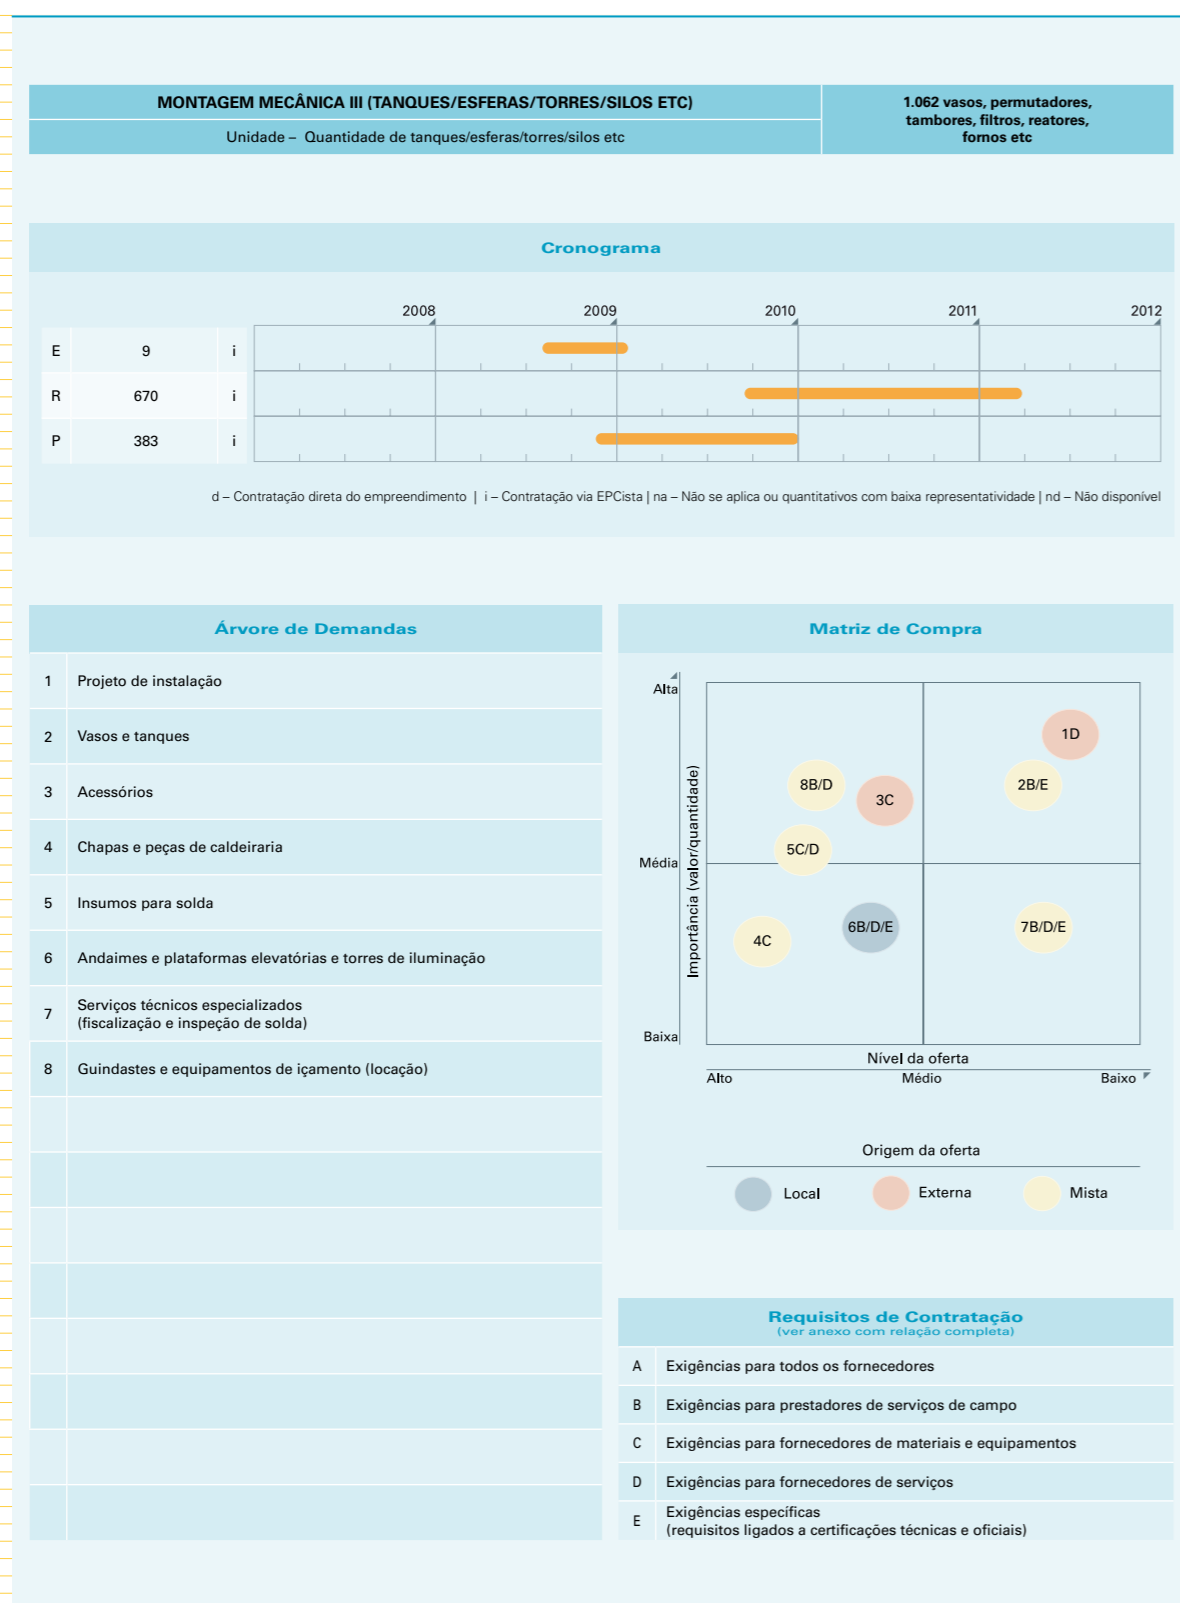 MONTAGEM MECÂNICA III (TANQUES/ESFERAS/TORRES/SILOS ETC)
Unidade – Quantidade de tanques/esferas/torres/silos etc
1.062 vasos, permutadores,
tambores, filtros, reatores,
fornos etc
Cronograma
2008 2009 2010 2011 2012
E 9 i
R 670 i
P 383 i
d – Contratação direta do empreendimento | i – Contratação via EPCista | na – Não se aplica ou quantitativos com baixa representatividade | nd – Não disponível
Árvore de Demandas
1 Projeto de instalação
2 Vasos e tanques
3 Acessórios
4 Chapas e peças de caldeiraria
5 Insumos para solda
6 Andaimes e plataformas elevatórias e torres de iluminação
7 Serviços técnicos especializados
(fiscalização e inspeção de solda)
8 Guindastes e equipamentos de içamento (locação)
Matriz de Compra
Alta
Média
Baixa
Importância (valor/quantidade)
1D
8B/D
3C
2B/E
5C/D
4C
6B/D/E
7B/D/E
Nível da oferta
Alto Médio Baixo
Origem da oferta
Local Externa Mista
Requisitos de Contratação
(ver anexo com relação completa)
A Exigências para todos os fornecedores
B Exigências para prestadores de serviços de campo
C Exigências para fornecedores de materiais e equipamentos
D Exigências para fornecedores de serviços
E Exigências específicas
(requisitos ligados a certificações técnicas e oficiais)